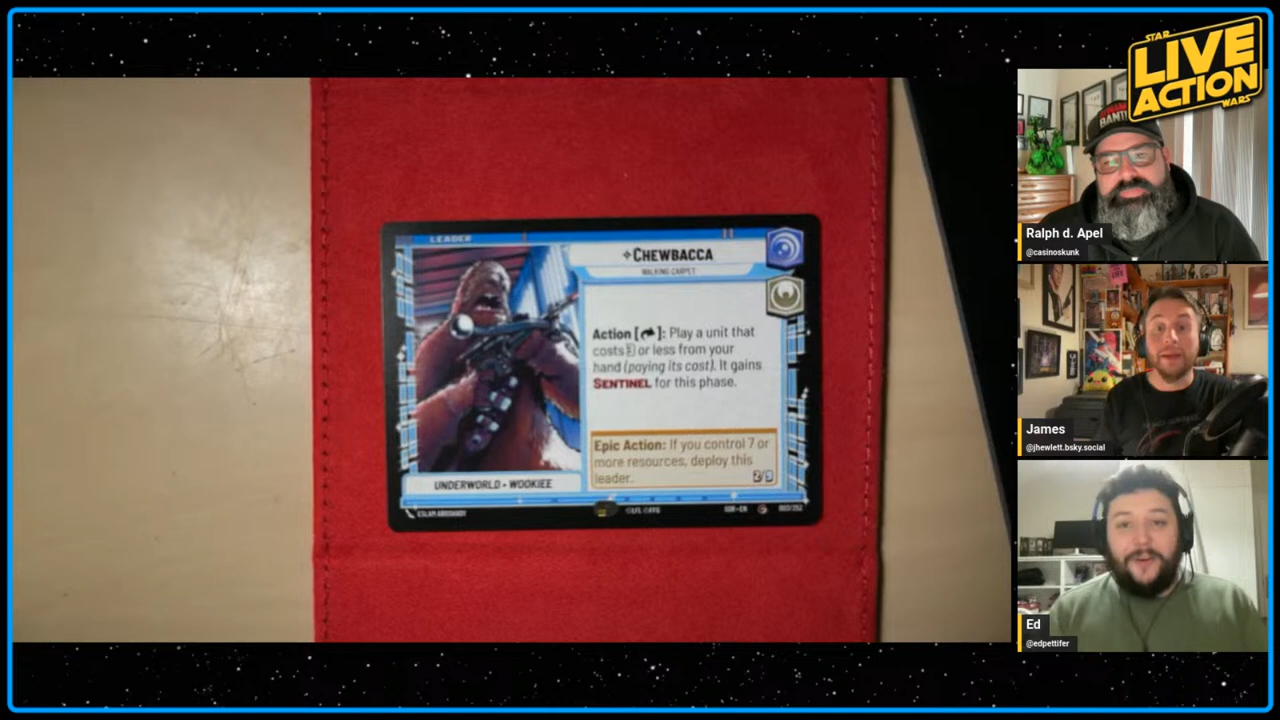 STAR
LIVE
ACTION
WARS
LEADER
CHEWBACCA
WALKING CARPET
Action [ ]: Play a unit that
costs 3 or less from your
hand (paying its cost). It gains
SENTINEL for this phase.
Epic Action: If you control 7 or
more resources, deploy this
leader.
UNDERWORLD • WOOKIEE
Ralph d. Apel
@casinoskunk
James
@jhewlett.bsky.social
Ed
@edpettifer